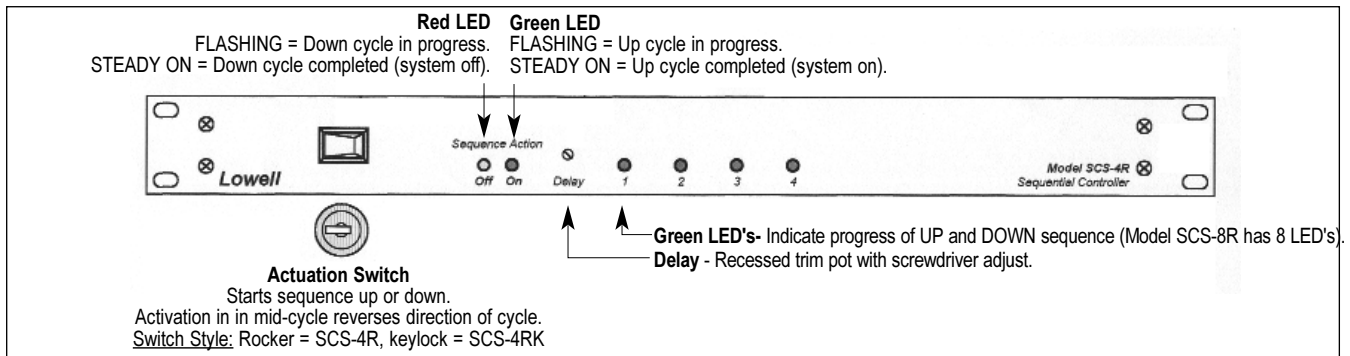 Red LED
FLASHING = Down cycle in progress.
STEADY ON = Down cycle completed (system off).
Green LED
FLASHING = Up cycle in progress.
STEADY ON = Up cycle completed (system on).
Sequence Action
Off On Delay 1 2 3 4
Lowell
Model SCS-4R
Sequential Controller
Green LED's- Indicate progress of UP and DOWN sequence (Model SCS-8R has 8 LED's).
Delay - Recessed trim pot with screwdriver adjust.
Actuation Switch
Starts sequence up or down.
Activation in in mid-cycle reverses direction of cycle.
Switch Style: Rocker = SCS-4R, keylock = SCS-4RK